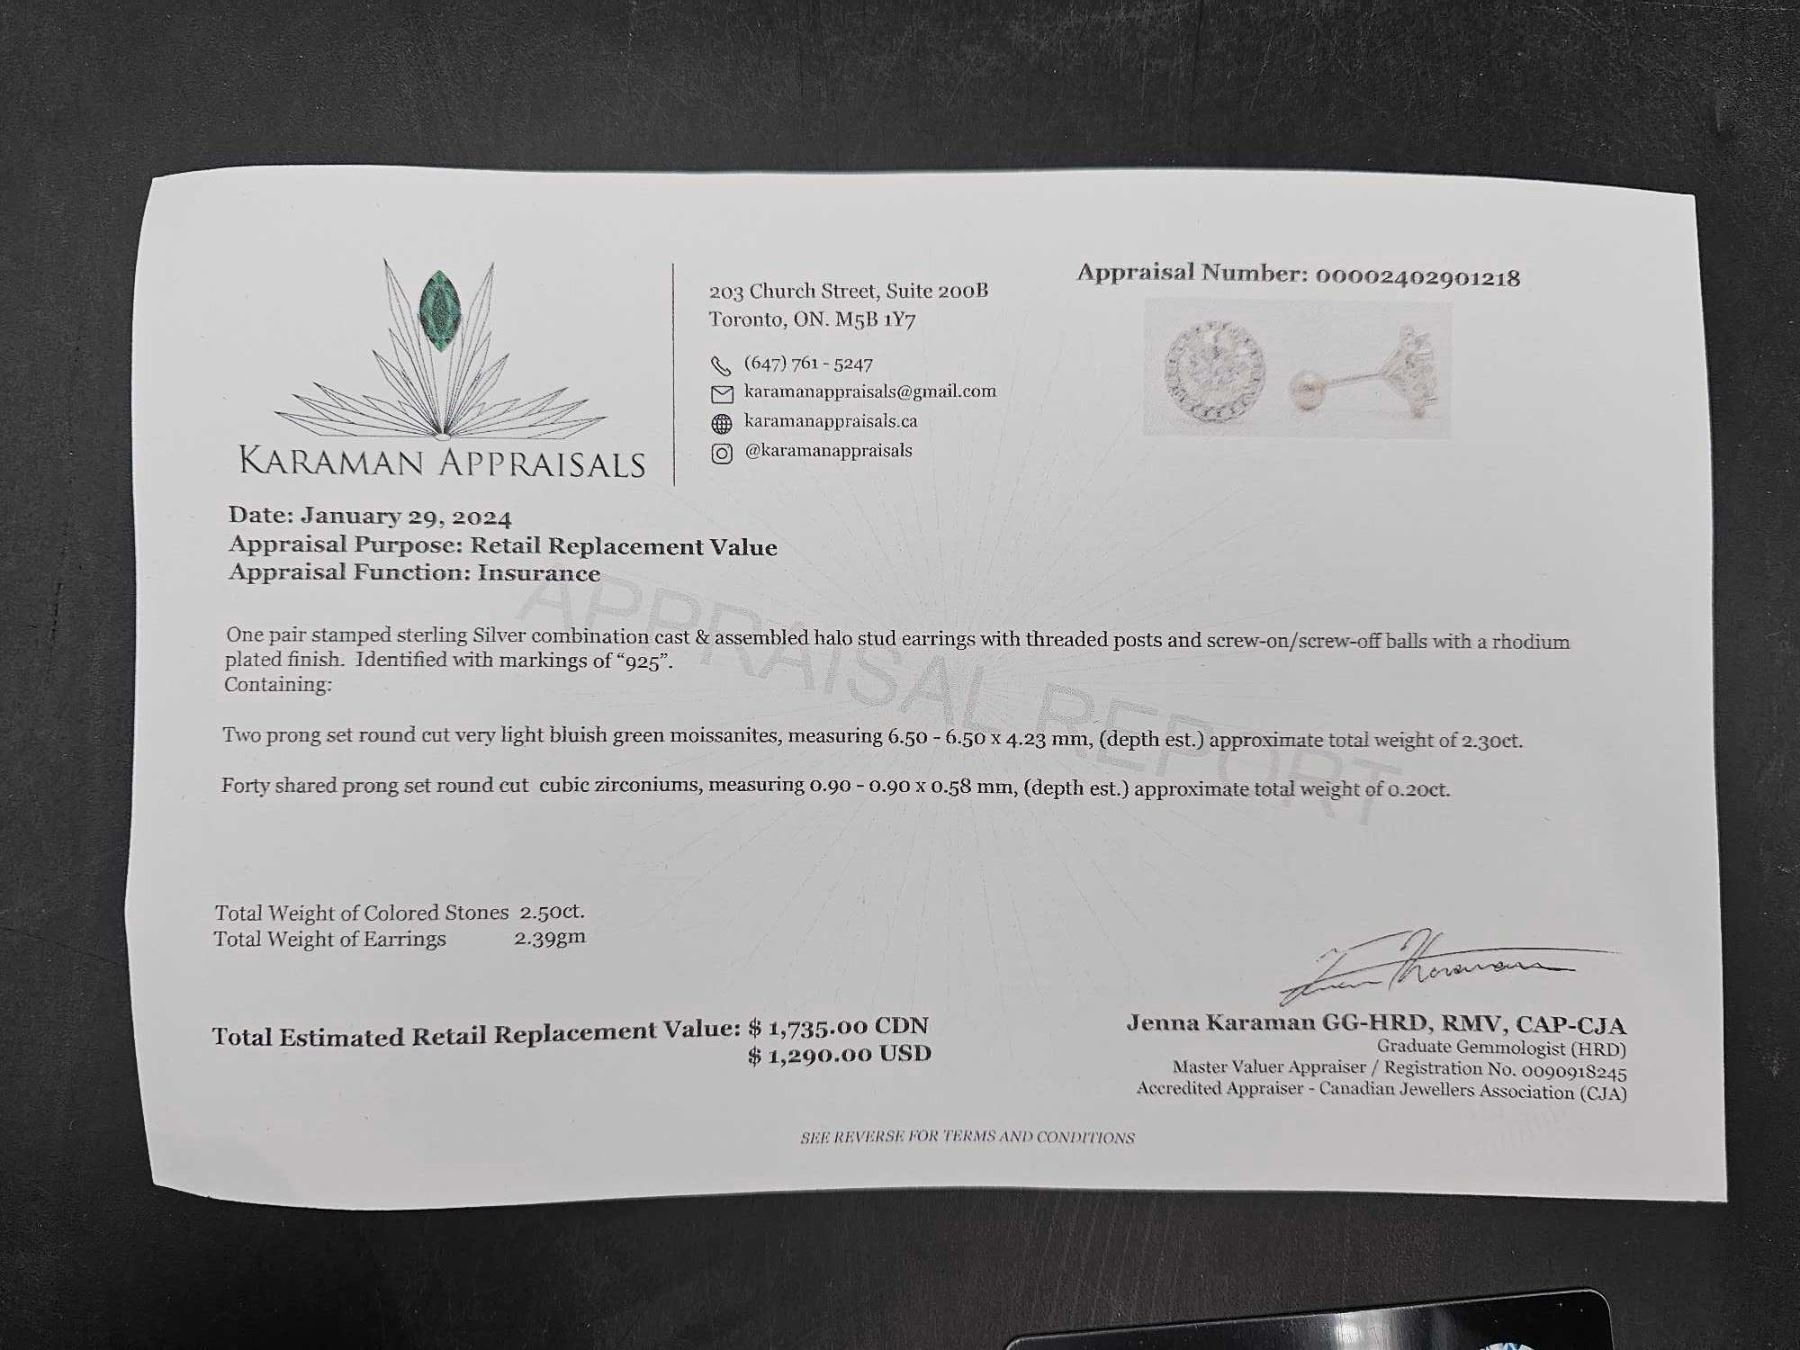 KARAMAN APPRAISALS
203 Church Street, Suite 200B
Toronto, ON. M5B 1Y7
(647) 761 - 5247
karamanappraisals@gmail.com
karamanappraisals.ca
@karamanappraisals
Appraisal Number: 00002402901218
Date: January 29, 2024
Appraisal Purpose: Retail Replacement Value
Appraisal Function: Insurance
APPRAISAL REPORT
One pair stamped sterling Silver combination cast & assembled halo stud earrings with threaded posts and screw-on/screw-off balls with a rhodium
plated finish. Identified with markings of “925”.
Containing:
Two prong set round cut very light bluish green moissanites, measuring 6.50 - 6.50 x 4.23 mm, (depth est.) approximate total weight of 2.30ct.
Forty shared prong set round cut cubic zirconiums, measuring 0.90 - 0.90 x 0.58 mm, (depth est.) approximate total weight of 0.20ct.
Total Weight of Colored Stones 2.50ct.
Total Weight of Earrings 2.39gm
Total Estimated Retail Replacement Value: $ 1,735.00 CDN
$ 1,290.00 USD
Jenna Karaman GG-HRD, RMV, CAP-CJA
Graduate Gemmologist (HRD)
Master Valuer Appraiser / Registration No. 0090918245
Accredited Appraiser - Canadian Jewellers Association (CJA)
SEE REVERSE FOR TERMS AND CONDITIONS